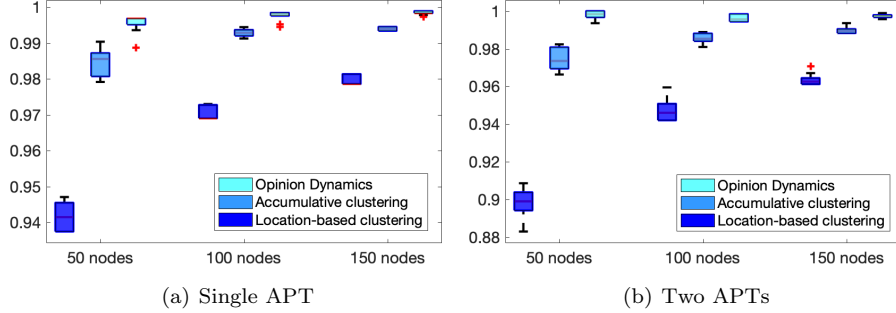 1
0.99
0.98
0.97
0.96
0.95
0.94
Opinion Dynamics
Accumulative clustering
Location-based clustering
50 nodes
100 nodes
150 nodes
(a) Single APT
1
0.98
0.96
0.94
0.92
0.9
0.88
Opinion Dynamics
Accumulative clustering
Location-based clustering
50 nodes
100 nodes
150 nodes
(b) Two APTs